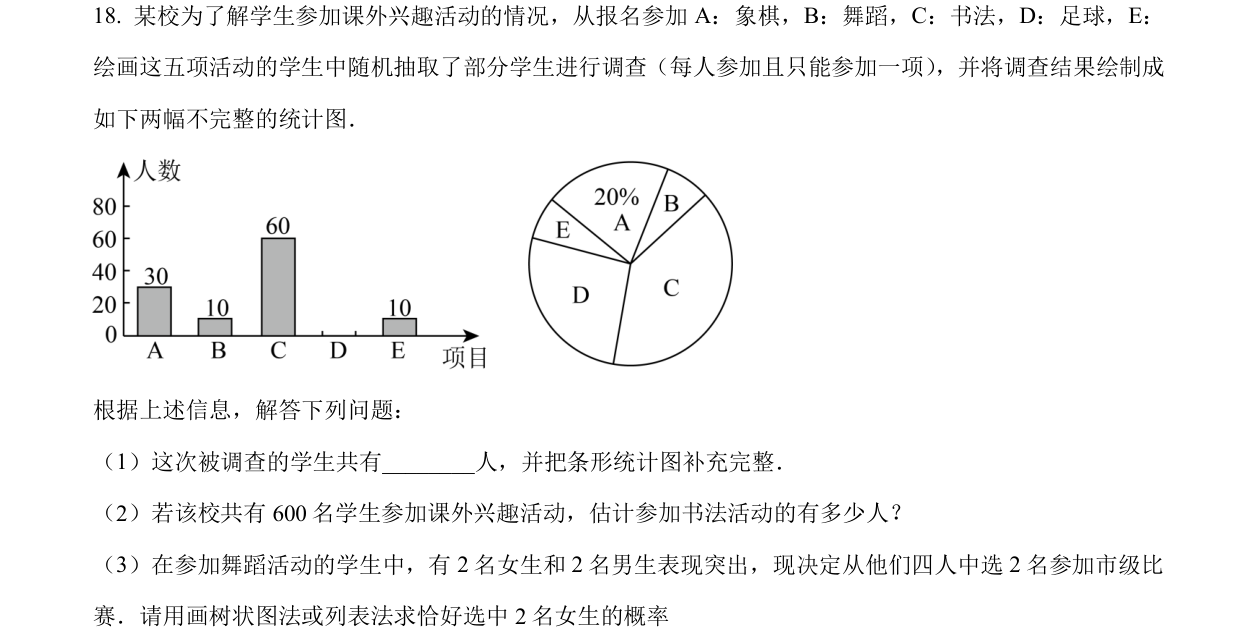 18. 某校为了解学生参加课外兴趣活动的情况，从报名参加 A：象棋，B：舞蹈，C：书法，D：足球，E：
绘画这五项活动的学生中随机抽取了部分学生进行调查（每人参加且只能参加一项），并将调查结果绘制成
如下两幅不完整的统计图．
人数
80
60
40
20
0
30
10
60
10
A B C D E
项目
20%
A
B
C
D
E
根据上述信息，解答下列问题：
（1）这次被调查的学生共有________人，并把条形统计图补充完整．
（2）若该校共有 600 名学生参加课外兴趣活动，估计参加书法活动的有多少人？
（3）在参加舞蹈活动的学生中，有 2 名女生和 2 名男生表现突出，现决定从他们四人中选 2 名参加市级比
赛．请用画树状图法或列表法求恰好选中 2 名女生的概率